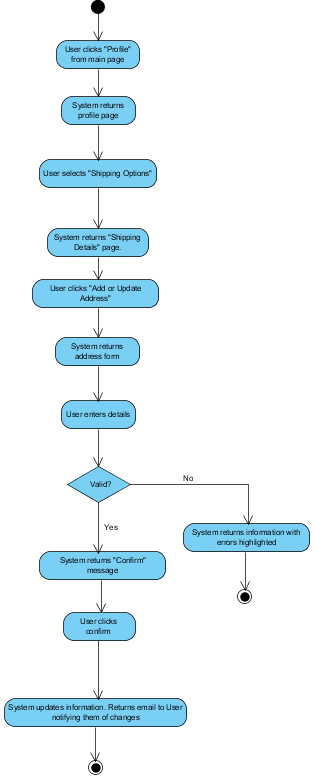 User clicks "Profile"
from main page
System returns
profile page
User selects "Shipping Options"
System returns "Shipping
Details" page.
User clicks "Add or Update
Address"
System returns
address form
User enters details
Valid?
No
Yes
System returns information with
errors highlighted
System returns "Confirm"
message
User clicks
confirm
System updates information. Returns email to User
notifying them of changes